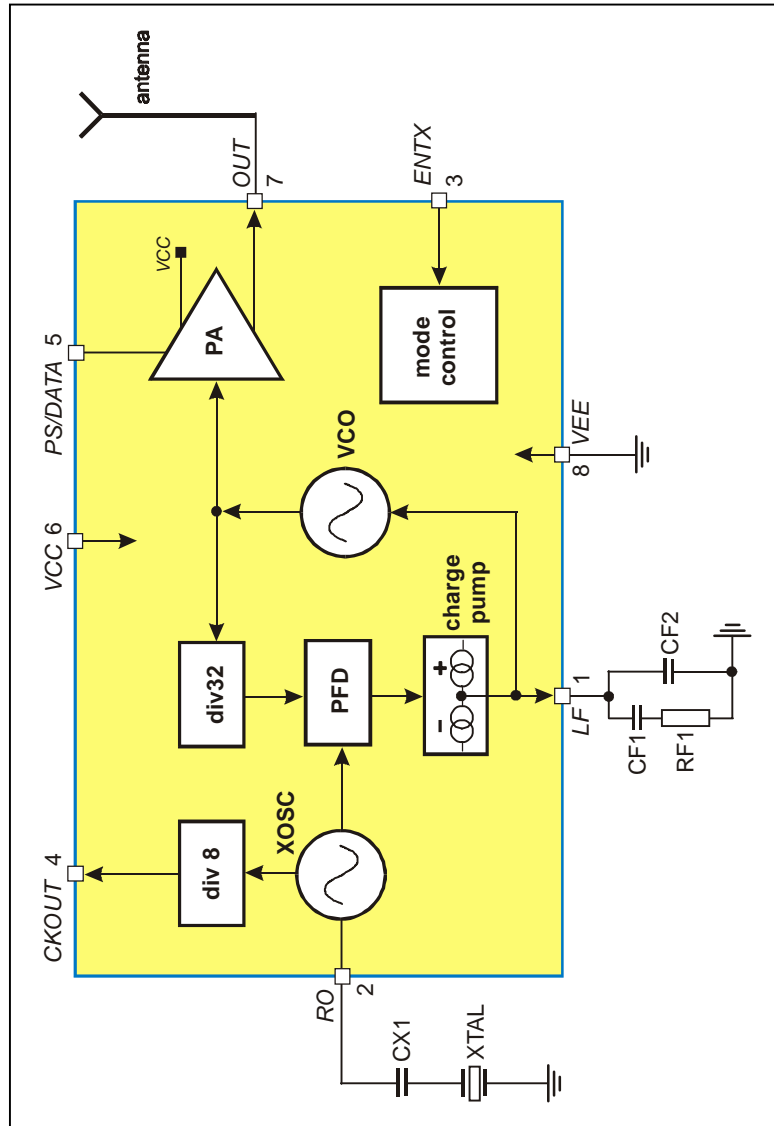 antenna
CKOUT 4
VCC 6
PS/DATA 5
OUT
7
div 8
div32
VCC
PA
XOSC
PFD
VCO
mode
control
ENTX
3
RO
2
− +
charge
pump
CX1
XTAL
LF 1
VEE
8
CF1
CF2
RF1